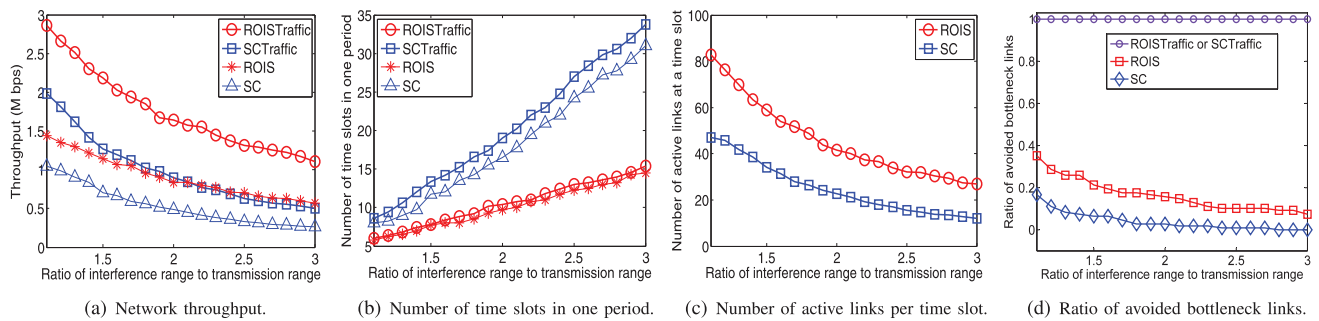 Throughput (M bps)
3
2.5
2
1.5
1
0.5
0
1.5
2
2.5
3
ROISTraffic
SCTraffic
ROIS
SC
Ratio of interference range to transmission range
(a) Network throughput.
Number of time slots in one period
35
30
25
20
15
10
5
1.5
2
2.5
3
ROISTraffic
SCTraffic
ROIS
SC
Ratio of interference range to transmission range
(b) Number of time slots in one period.
Number of active links at a time slot
100
80
60
40
20
0
1.5
2
2.5
3
ROIS
SC
Ratio of interference range to transmission range
(c) Number of active links per time slot.
Ratio of avoided bottleneck links
1
0.8
0.6
0.4
0.2
0
1.5
2
2.5
3
ROISTraffic or SCTraffic
ROIS
SC
Ratio of interference range to transmission range
(d) Ratio of avoided bottleneck links.